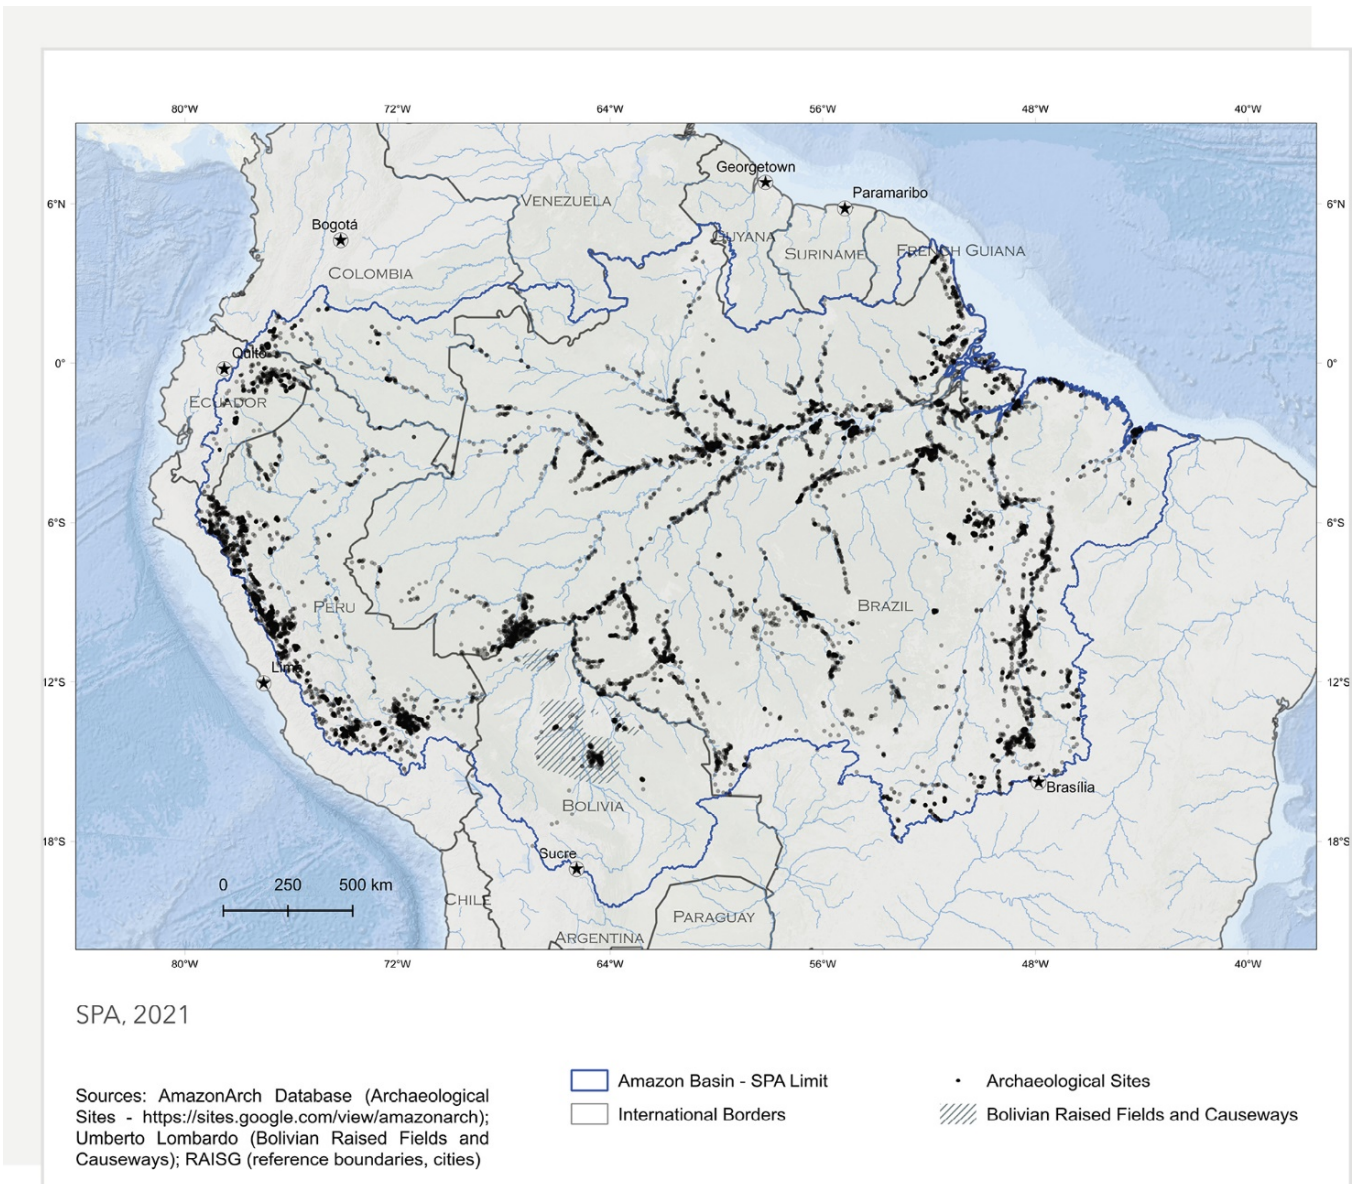 80°W 72°W 64°W 56°W 48°W 40°W
Georgetown
Paramaribo
6°N VENEZUELA 6°N
Bogotá
GUYANA
SURINAME FRENCH GUIANA
COLOMBIA
Quito
0° 0°
ECUADOR
6°S 6°S
PERU BRAZIL
Lima
12°S 12°S
Brasília
BOLIVIA
18°S 18°S
Sucre
0 250 500 km
CHILE
PARAGUAY
ARGENTINA
80°W 72°W 64°W 56°W 48°W 40°W
SPA, 2021
Sources: AmazonArch Database (Archaeological
Sites - https://sites.google.com/view/amazonarch);
Umberto Lombardo (Bolivian Raised Fields and
Causeways); RAISG (reference boundaries, cities)
Amazon Basin - SPA Limit
International Borders
Archaeological Sites
Bolivian Raised Fields and Causeways